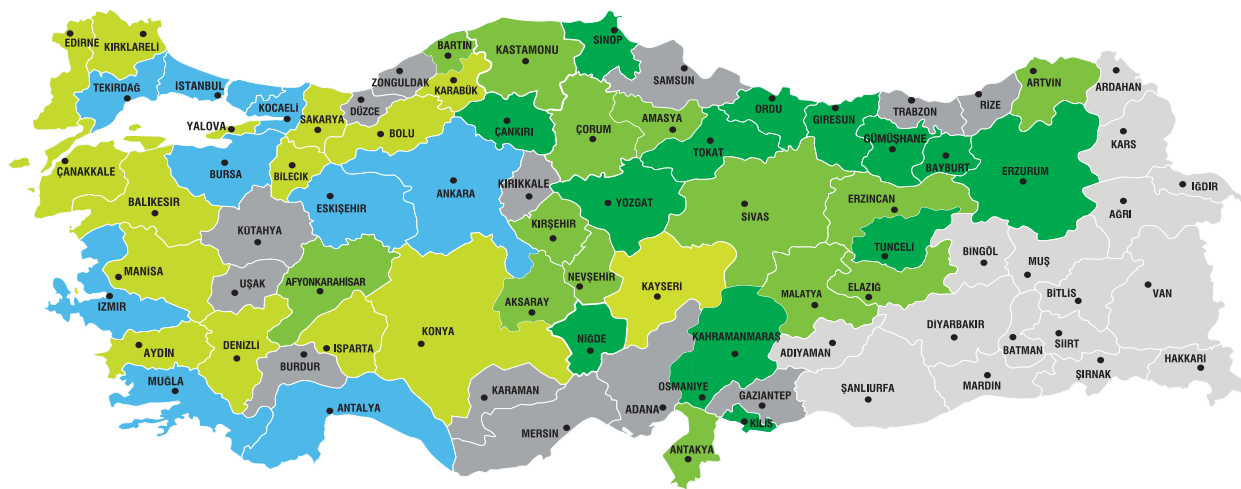 EDİRNE
KIRKLARELİ
TEKİRDAĞ
İSTANBUL
KOCAELİ
YALOVA
SAKARYA
DÜZCE
ZONGULDAK
BARTIN
KARABÜK
KASTAMONU
SİNOP
SAMSUN
ORDU
GİRESUN
TRABZON
RİZE
ARTVİN
ARDAHAN
KARS
IĞDIR
AĞRI
ERZURUM
BAYBURT
GÜMÜŞHANE
TOKAT
AMASYA
ÇORUM
ÇANKIRI
BOLU
BİLECİK
BURSA
ÇANAKKALE
BALIKESİR
KÜTAHYA
ESKİŞEHİR
ANKARA
KIRIKKALE
YOZGAT
KIRŞEHİR
SİVAS
ERZİNCAN
TUNCELİ
BİNGÖL
MUŞ
BİTLİS
VAN
ELAZIĞ
MALATYA
KAYSERİ
NEVŞEHİR
AKSARAY
AFYONKARAHİSAR
UŞAK
MANİSA
İZMİR
AYDIN
DENİZLİ
ISPARTA
KONYA
NİĞDE
KAHRAMANMARAŞ
ADIYAMAN
DİYARBAKIR
BATMAN
SİİRT
ŞIRNAK
HAKKARİ
MARDİN
ŞANLIURFA
GAZİANTEP
KİLİS
OSMANİYE
ADANA
ANTAKYA
MERSİN
KARAMAN
ANTALYA
BURDUR
MUĞLA